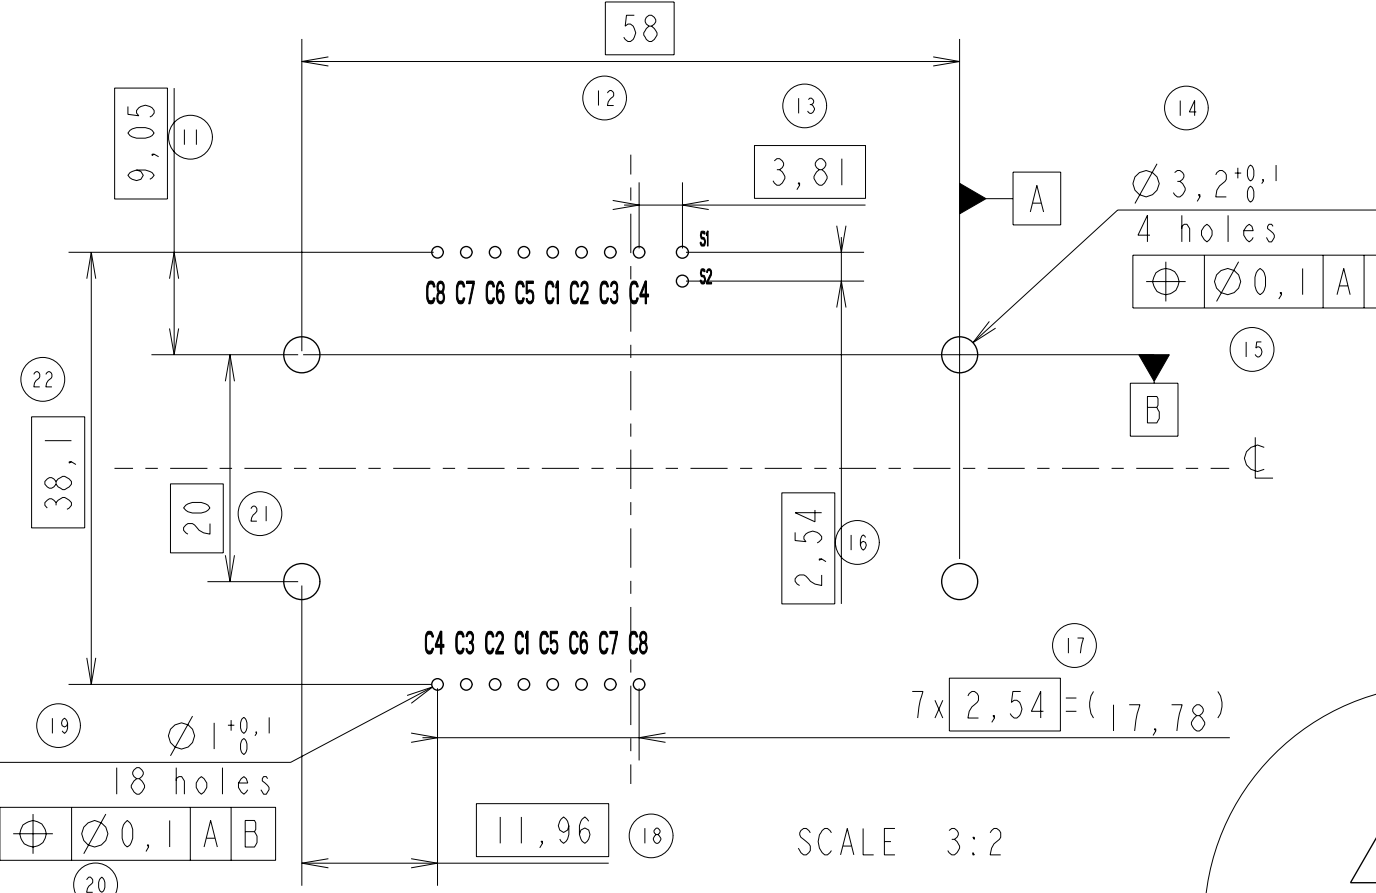 58
12
13
14
9,05
11
3,81
A
Ø 3,2 +0,1 0
4 holes
⌖ Ø 0,1 A
S1
S2
C8 C7 C6 C5 C1 C2 C3 C4
15
22
B
38,1
℄
20
21
2,54
16
C4 C3 C2 C1 C5 C6 C7 C8
17
7x 2,54 =( 17,78 )
19
Ø 1 +0,1 0
18 holes
⌖ Ø 0,1 A B
11,96
18
SCALE 3:2
20